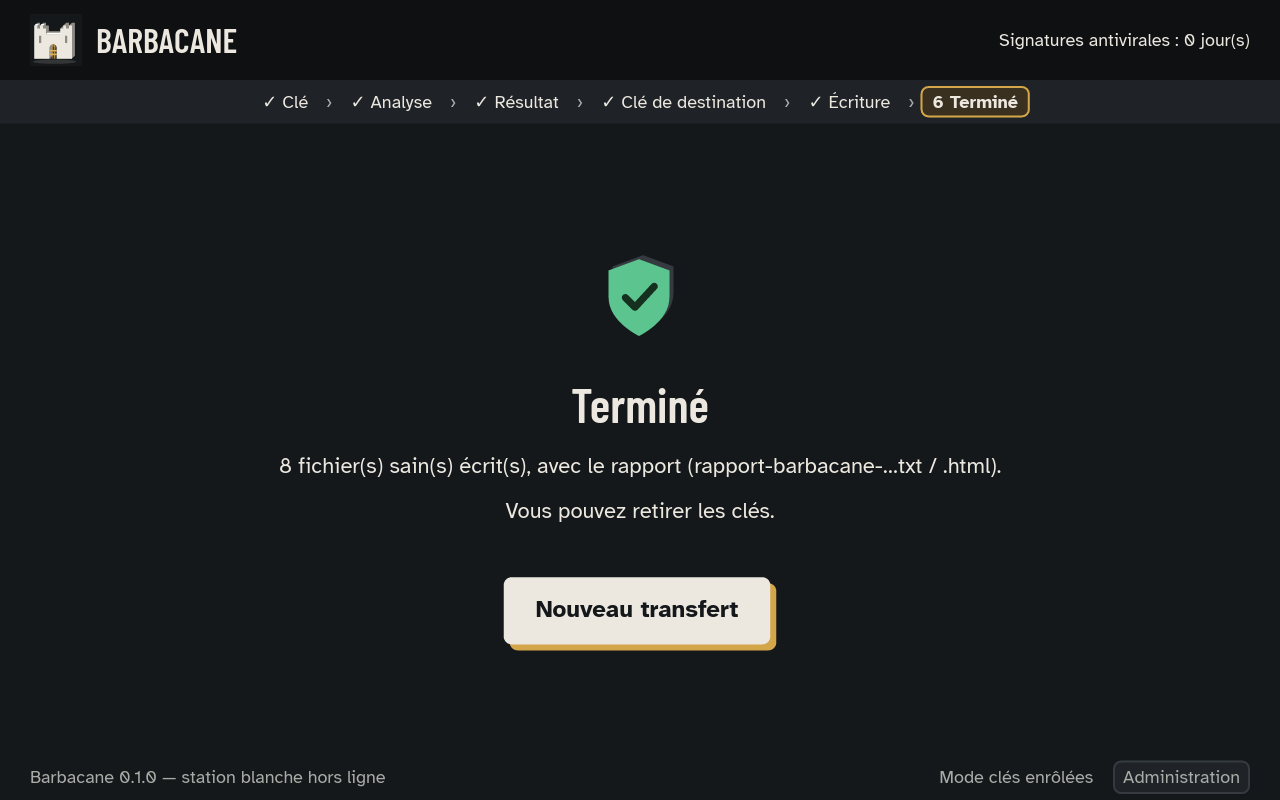 BARBACANE
Signatures antivirales : 0 jour(s)
✓ Clé › ✓ Analyse › ✓ Résultat › ✓ Clé de destination › ✓ Écriture › 6 Terminé
Terminé
8 fichier(s) sain(s) écrit(s), avec le rapport (rapport-barbacane-...txt / .html).
Vous pouvez retirer les clés.
Nouveau transfert
Barbacane 0.1.0 — station blanche hors ligne
Mode clés enrôlées
Administration